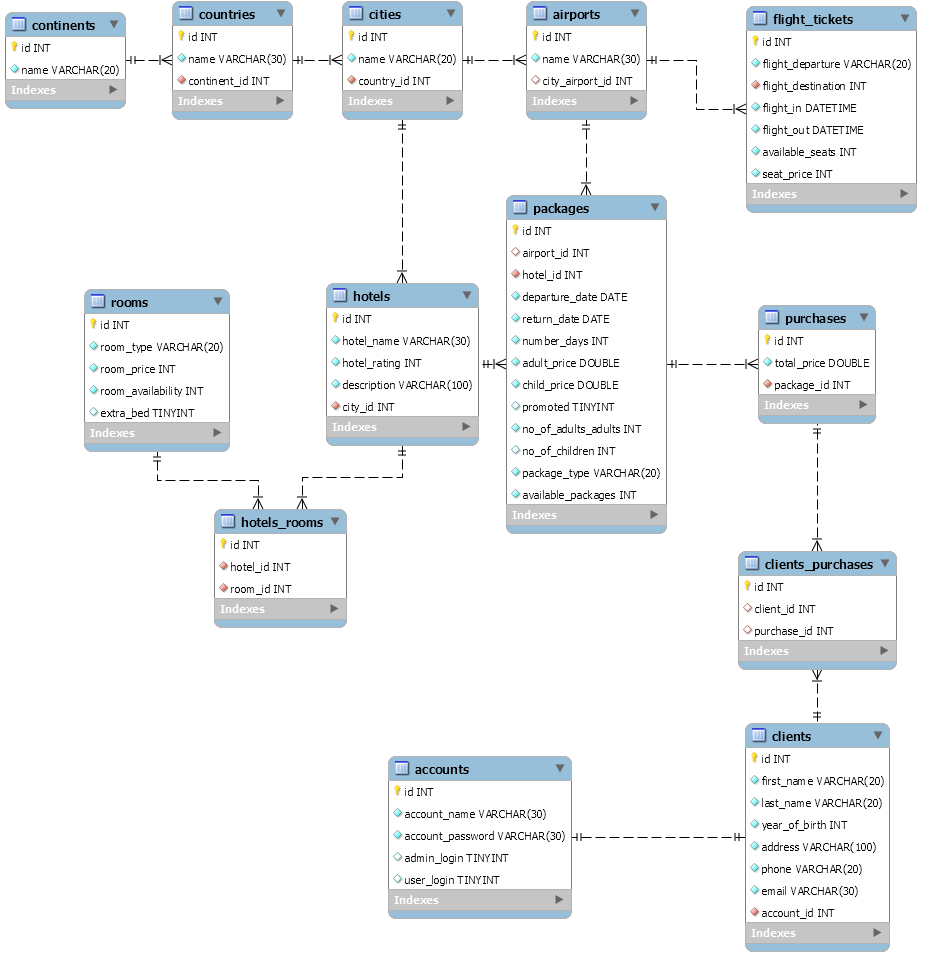 continents
id INT
name VARCHAR(20)
Indexes
countries
id INT
name VARCHAR(30)
continent_id INT
Indexes
cities
id INT
name VARCHAR(20)
country_id INT
Indexes
airports
id INT
name VARCHAR(30)
city_airport_id INT
Indexes
flight_tickets
id INT
flight_departure VARCHAR(20)
flight_destination INT
flight_in DATETIME
flight_out DATETIME
available_seats INT
seat_price INT
Indexes
packages
id INT
airport_id INT
hotel_id INT
departure_date DATE
return_date DATE
number_days INT
adult_price DOUBLE
child_price DOUBLE
promoted TINYINT
no_of_adults_adults INT
no_of_children INT
package_type VARCHAR(20)
available_packages INT
Indexes
rooms
id INT
room_type VARCHAR(20)
room_price INT
room_availability INT
extra_bed TINYINT
Indexes
hotels
id INT
hotel_name VARCHAR(30)
hotel_rating INT
description VARCHAR(100)
city_id INT
Indexes
purchases
id INT
total_price DOUBLE
package_id INT
Indexes
hotels_rooms
id INT
hotel_id INT
room_id INT
Indexes
clients_purchases
id INT
client_id INT
purchase_id INT
Indexes
accounts
id INT
account_name VARCHAR(30)
account_password VARCHAR(30)
admin_login TINYINT
user_login TINYINT
Indexes
clients
id INT
first_name VARCHAR(20)
last_name VARCHAR(20)
year_of_birth INT
address VARCHAR(100)
phone VARCHAR(20)
email VARCHAR(30)
account_id INT
Indexes